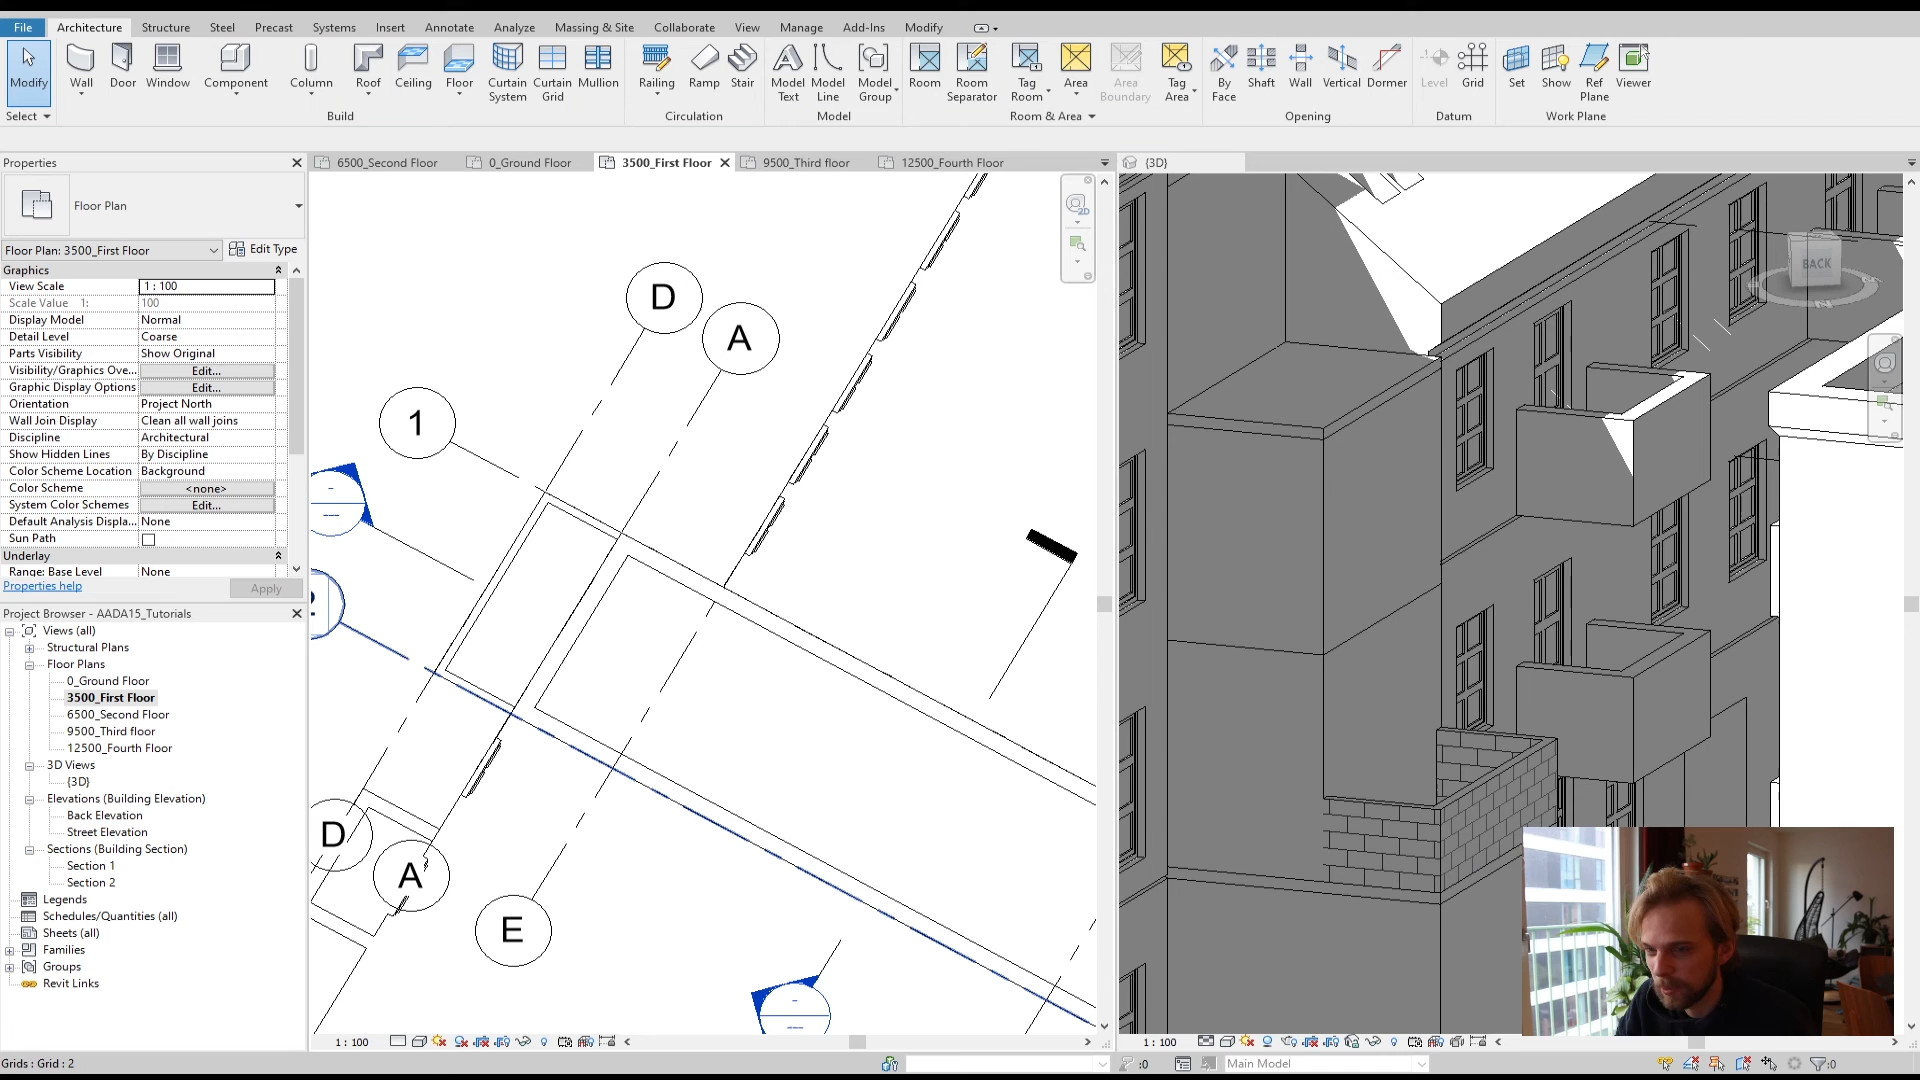 File Architecture Structure Steel Precast Systems Insert Annotate Analyze Massing & Site Collaborate View Manage Add-Ins Modify
Modify Wall Door Window Component Column Roof Ceiling Floor Curtain System Curtain Grid Mullion Railing Ramp Stair Model Text Model Line Model Group Room Room Separator Tag Room Area Area Boundary Tag Area By Face Shaft Wall Vertical Dormer Level Grid Set Show Ref Plane Viewer
Select Build Circulation Model Room & Area Opening Datum Work Plane
Properties
6500_Second Floor 0_Ground Floor 3500_First Floor 9500_Third floor 12500_Fourth Floor {3D}
Floor Plan
Floor Plan: 3500_First Floor Edit Type
Graphics
View Scale 1 : 100
Scale Value 1: 100
Display Model Normal
Detail Level Coarse
Parts Visibility Show Original
Visibility/Graphics Ove... Edit...
Graphic Display Options Edit...
Orientation Project North
Wall Join Display Clean all wall joins
Discipline Architectural
Show Hidden Lines By Discipline
Color Scheme Location Background
Color Scheme <none>
System Color Schemes Edit...
Default Analysis Displa... None
Sun Path
Underlay
Range: Base Level None
Properties help Apply
Project Browser - AADA15_Tutorials
Views (all)
Structural Plans
Floor Plans
0_Ground Floor
3500_First Floor
6500_Second Floor
9500_Third floor
12500_Fourth Floor
3D Views
{3D}
Elevations (Building Elevation)
Back Elevation
Street Elevation
Sections (Building Section)
Section 1
Section 2
Legends
Schedules/Quantities (all)
Sheets (all)
Families
Groups
Revit Links
2D
D
A
1
2
D
A
E
BACK
N
1 : 100
1 : 100
Grids : Grid : 2
:0
Main Model
:0